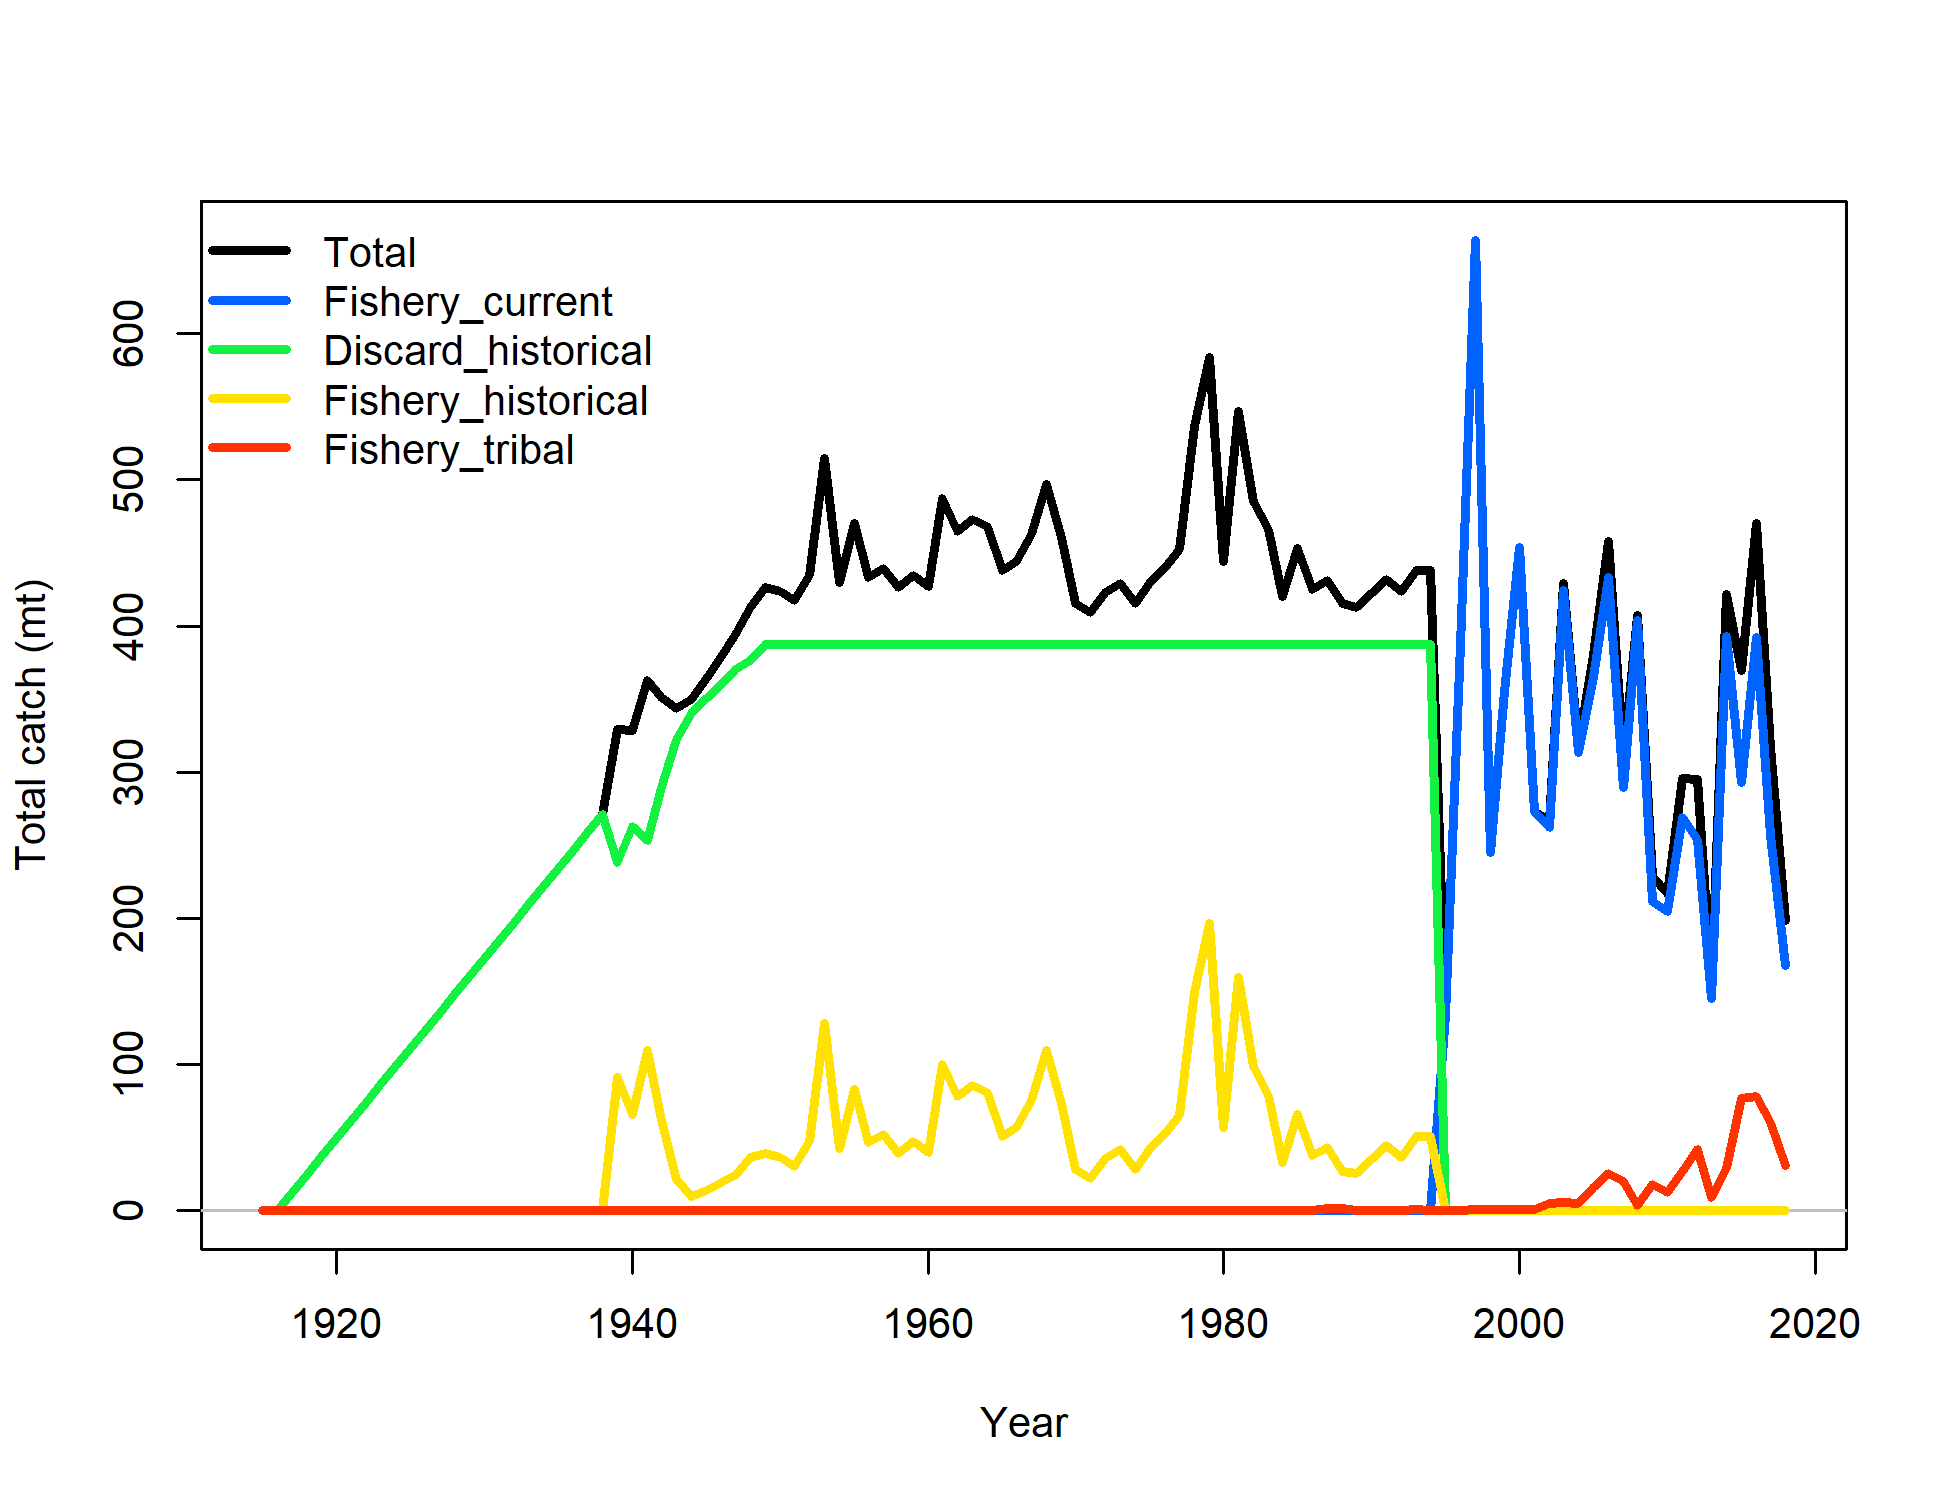 Total
Fishery_current
Discard_historical
Fishery_historical
Fishery_tribal
Total catch (mt)
600
500
400
300
200
100
0
1920 1940 1960 1980 2000 2020
Year